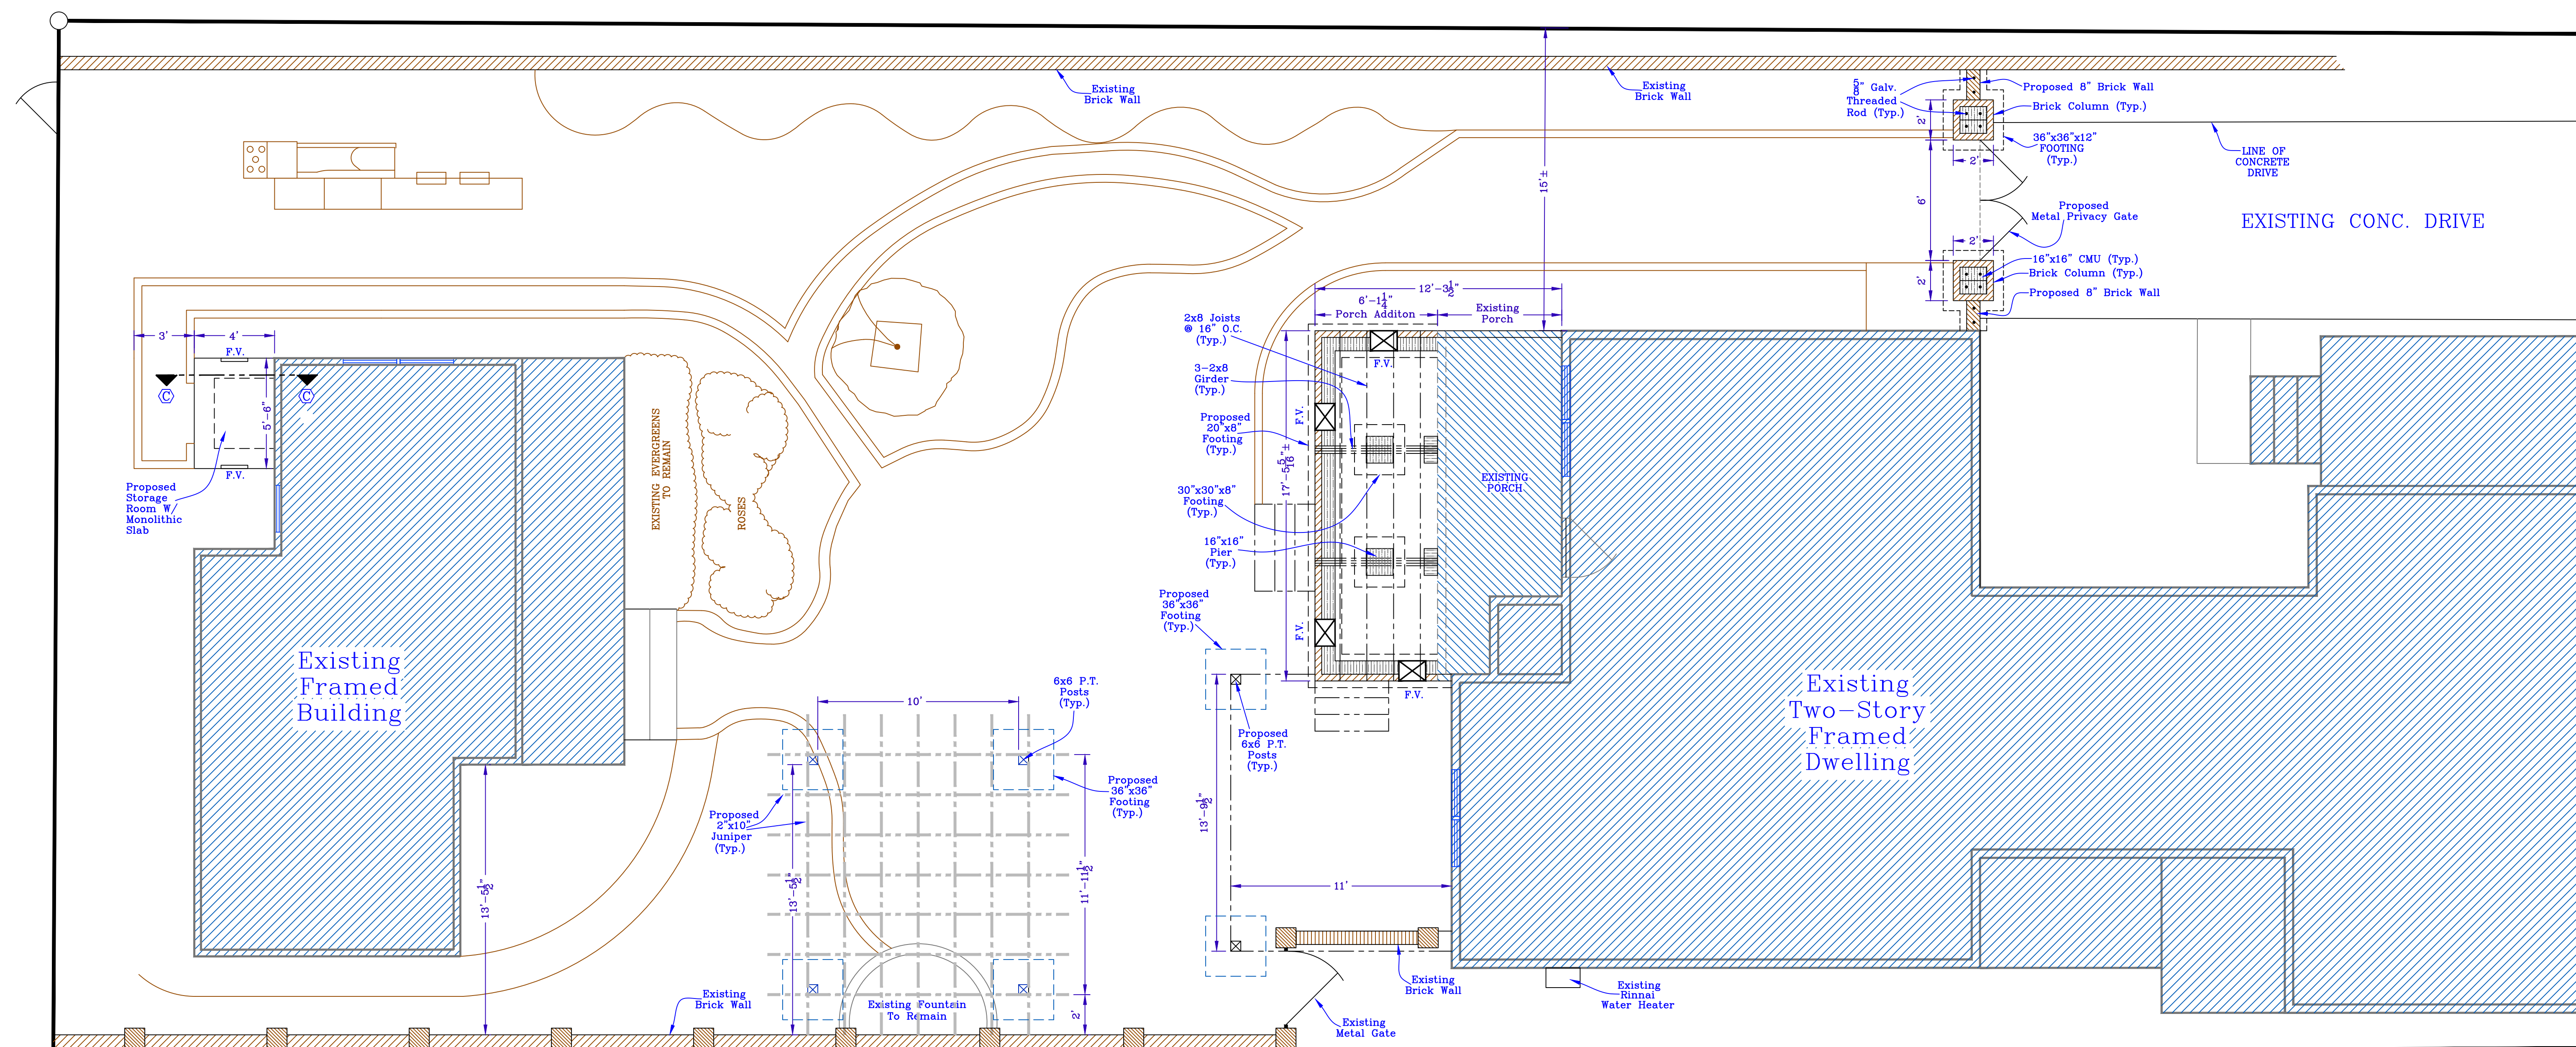 Existing
Brick Wall
Existing
Brick Wall
5/8" Galv.
Threaded
Rod (Typ.)
Proposed 8" Brick Wall
Brick Column (Typ.)
36"x36"x12"
FOOTING
(Typ.)
2'
2'
LINE OF
CONCRETE
DRIVE
15'±
6'
Proposed
Metal Privacy Gate
EXISTING CONC. DRIVE
2'
2'
16"x16" CMU (Typ.)
Brick Column (Typ.)
Proposed 8" Brick Wall
12'-3 1/2"
6'-1 1/4"
Porch Additon
Existing
Porch
3'
4'
F.V.
C
C
5'-6"
F.V.
Proposed
Storage
Room W/
Monolithic
Slab
EXISTING EVERGREENS
TO REMAIN
ROSES
2x8 Joists
@ 16" O.C.
(Typ.)
F.V.
3-2x8
Girder
(Typ.)
F.V.
Proposed
20"x8"
Footing
(Typ.)
17'-5 5/16"±
30"x30"x8"
Footing
(Typ.)
EXISTING
PORCH
16"x16"
Pier
(Typ.)
Proposed
36"x36"
Footing
(Typ.)
F.V.
F.V.
Existing
Framed
Building
Existing
Two-Story
Framed
Dwelling
6x6 P.T.
Posts
(Typ.)
10'
Proposed
6x6 P.T.
Posts
(Typ.)
Proposed
36"x36"
Footing
(Typ.)
Proposed
2"x10"
Juniper
(Typ.)
13'-9 1/2"
13'-5 1/2"
13'-5 1/2"
11'-11 1/2"
11'
2'
Existing
Brick Wall
Existing Fountain
To Remain
Existing
Metal Gate
Existing
Brick Wall
Existing
Rinnai
Water Heater